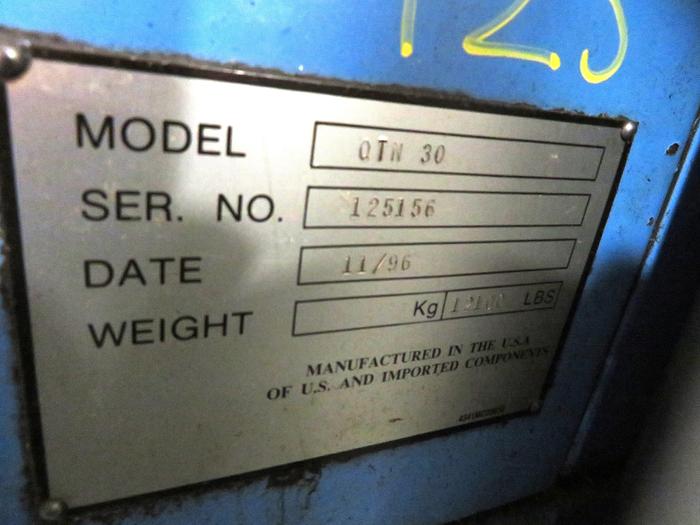 125
MODEL QTN 30
SER. NO. 125156
DATE 11/96
WEIGHT Kg LBS
MANUFACTURED IN THE U.S.A
OF U.S. AND IMPORTED COMPONENTS